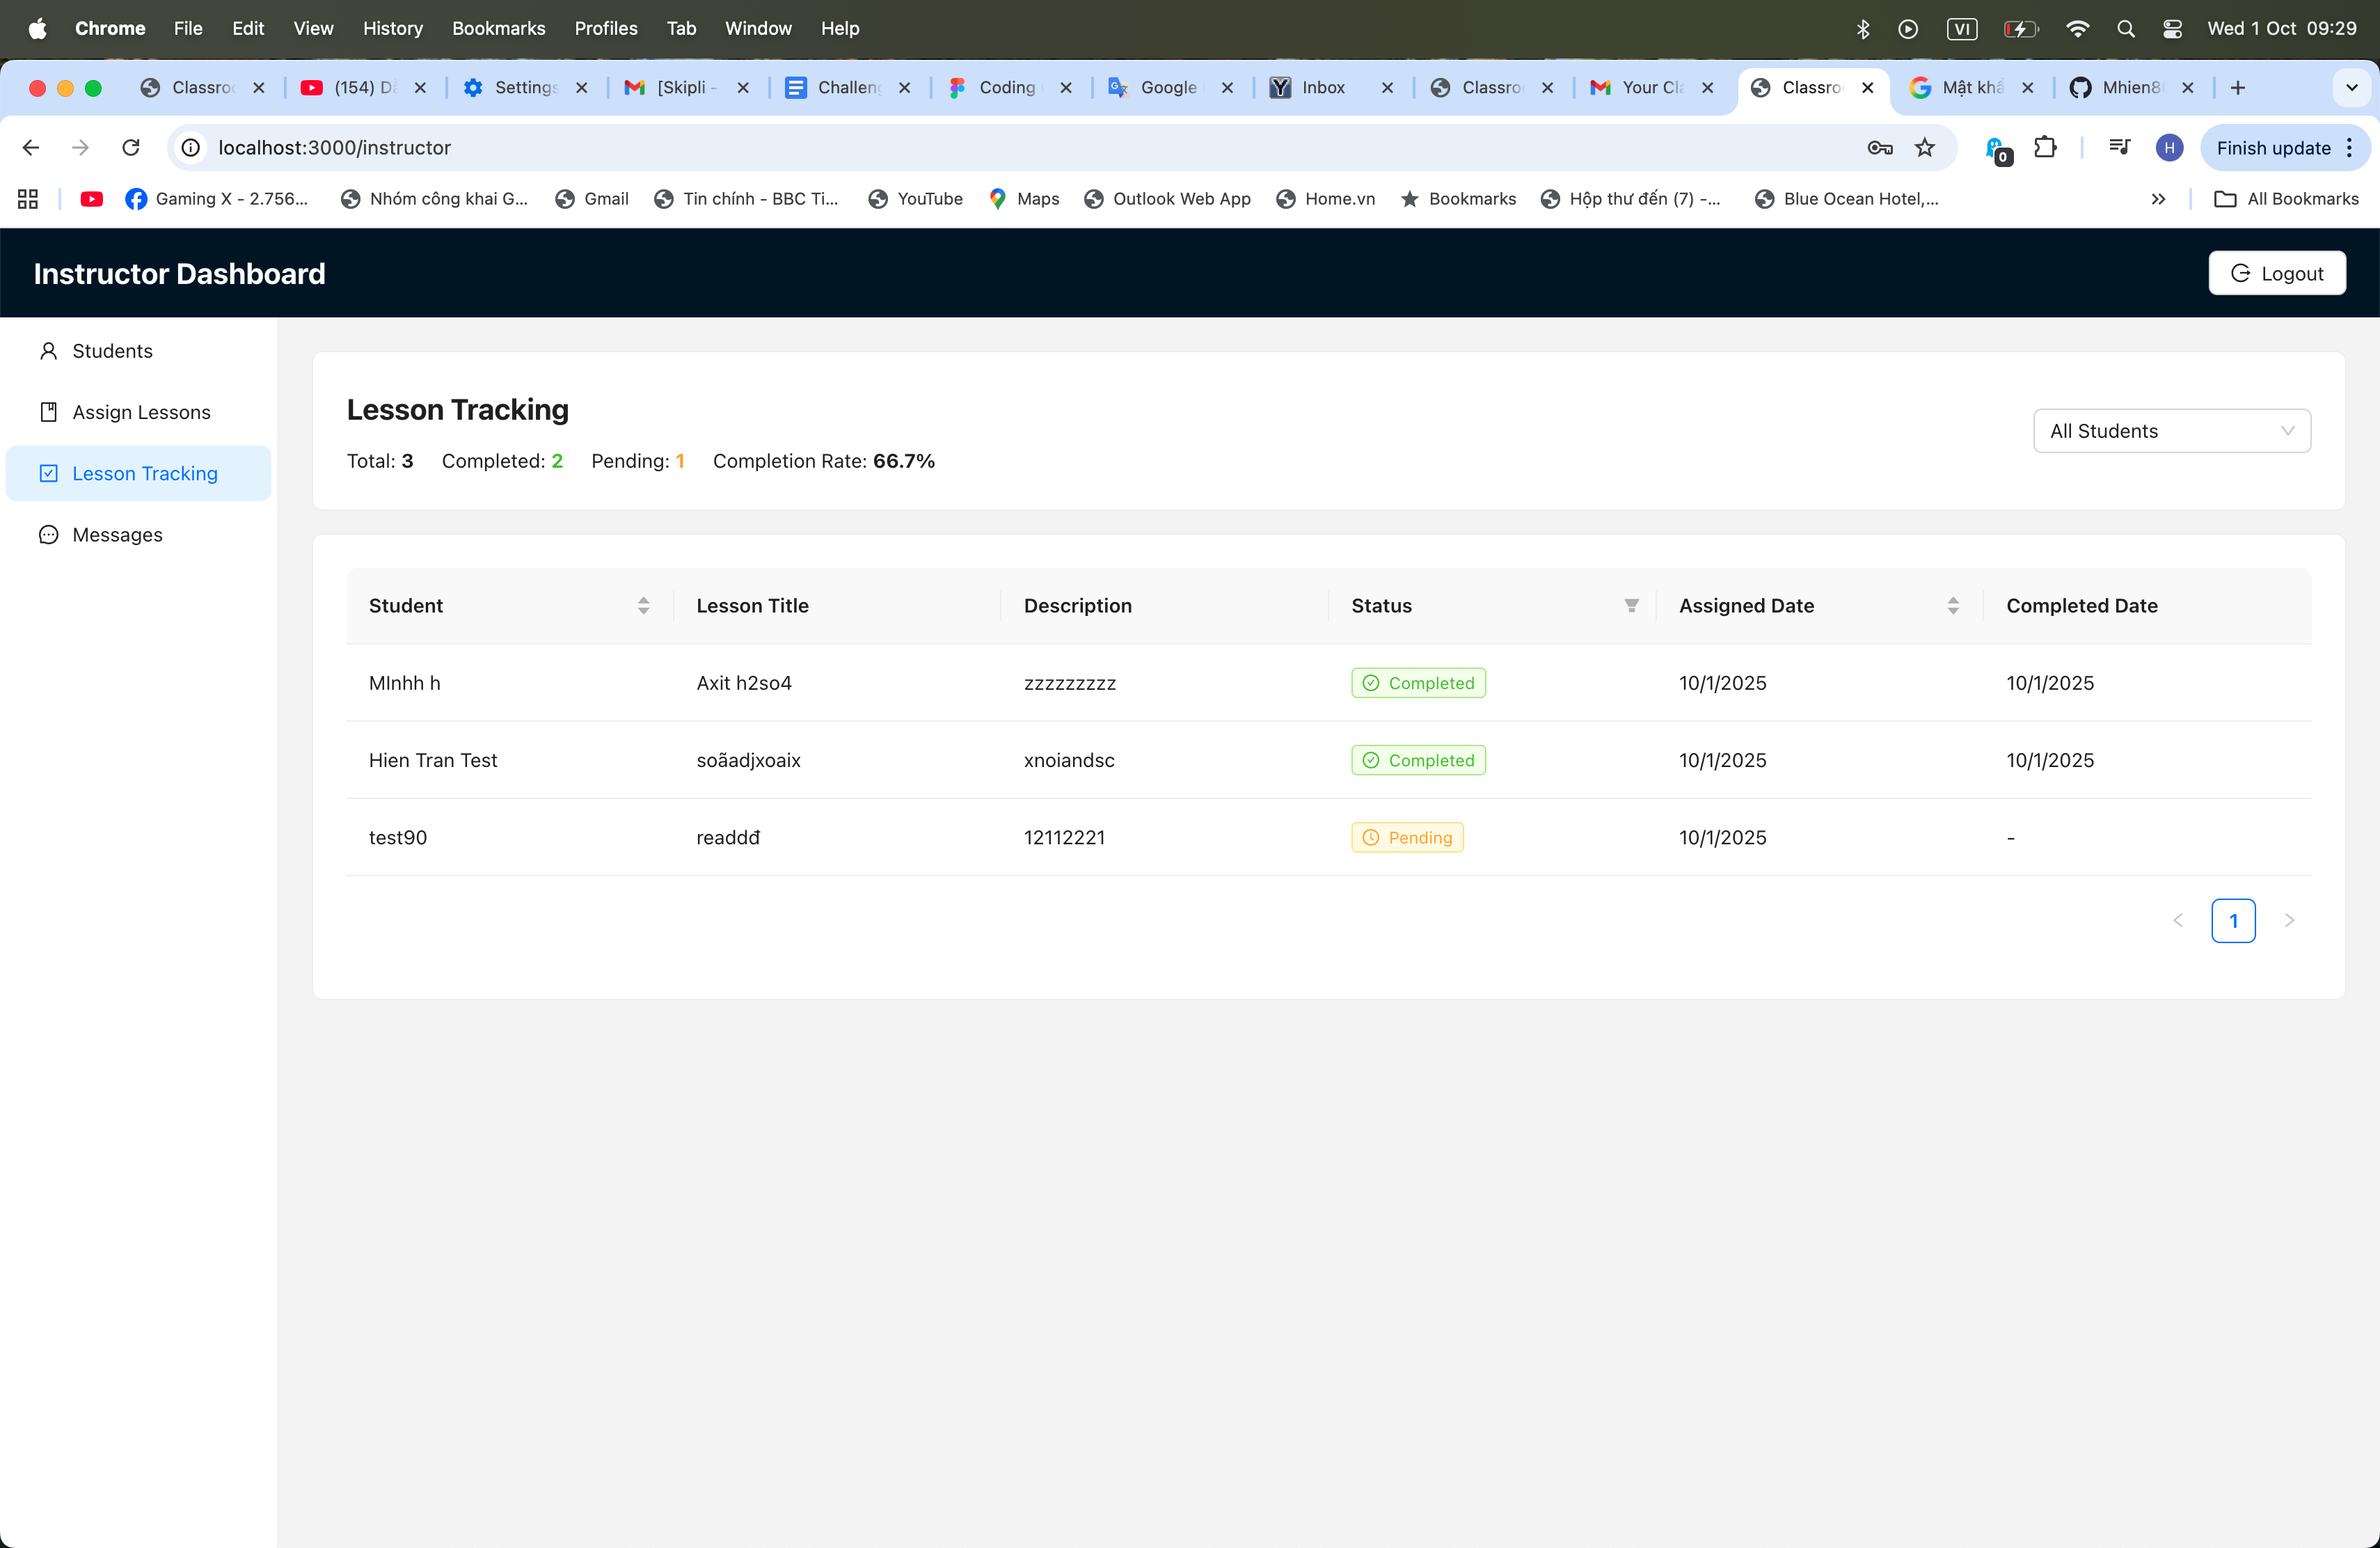 Chrome File Edit View History Bookmarks Profiles Tab Window Help VI Wed 1 Oct 09:29
Classro (154) Settings [Skipli - Challeng Coding Google Inbox Classro Your Cla Classro Mật khẩ Mhien8
localhost:3000/instructor 0 H Finish update
Gaming X - 2.756... Nhóm công khai G... Gmail Tin chính - BBC Ti... YouTube Maps Outlook Web App Home.vn Bookmarks Hộp thư đến (7) -... Blue Ocean Hotel,... All Bookmarks
Instructor Dashboard Logout
Students
Assign Lessons
Lesson Tracking
Messages
Lesson Tracking
Total: 3 Completed: 2 Pending: 1 Completion Rate: 66.7%
All Students
Student Lesson Title Description Status Assigned Date Completed Date
MInhh h Axit h2so4 zzzzzzzzz Completed 10/1/2025 10/1/2025
Hien Tran Test soãadjxoaix xnoiandsc Completed 10/1/2025 10/1/2025
test90 readdđ 12112221 Pending 10/1/2025 -
1